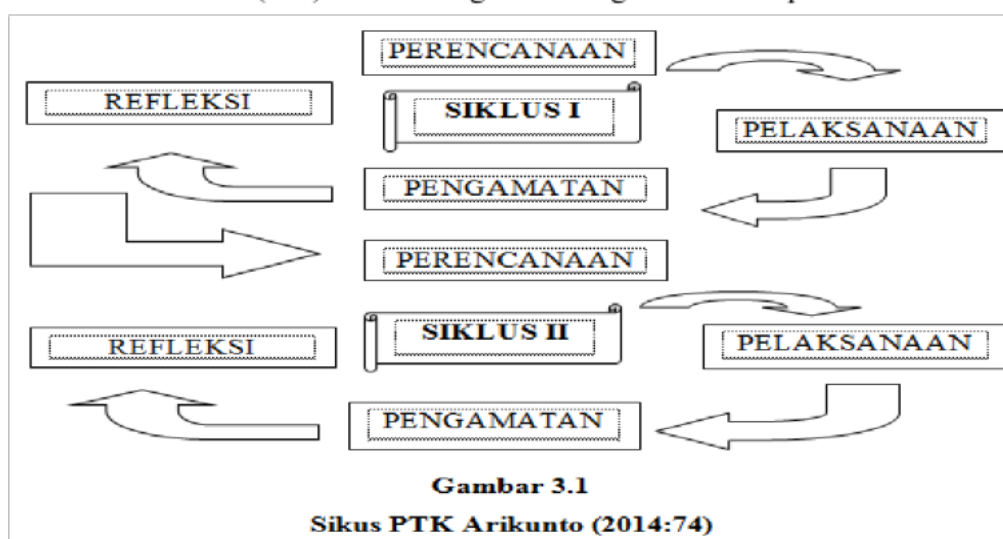 PERENCANAAN
REFLEKSI
SIKLUS I
PELAKSANAAN
PENGAMATAN
PERENCANAAN
SIKLUS II
REFLEKSI
PELAKSANAAN
PENGAMATAN
Gambar 3.1
Sikus PTK Arikunto (2014:74)